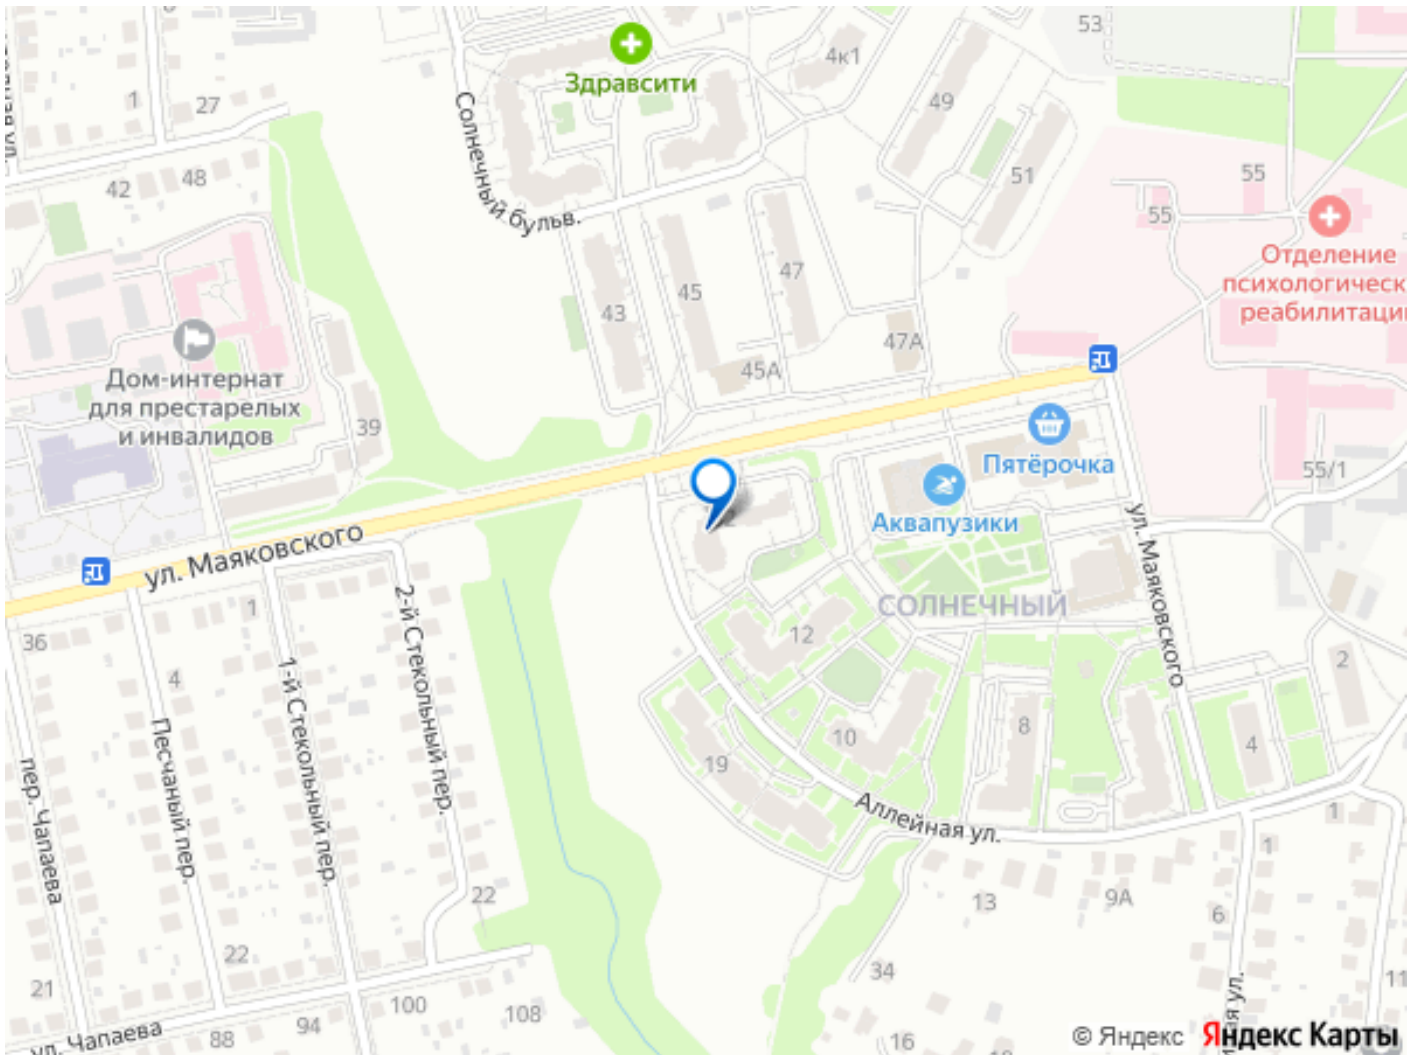 53
4к1
Здравсити
1
27
49
Солнечный бульв.
51
42
48
55
55
Отделение
психологическ
реабилитаци
47
45
43
47А
45А
Дом-интернат
для престарелых
и инвалидов
39
Пятёрочка
55/1
Аквапузики
ул. Маяковского
ул. Маяковского
СОЛНЕЧНЫЙ
2-й Стекольный пер.
1
36
12
2
4
1-й Стекольный пер.
Песчаный пер.
пер. Чапаева
10
8
4
19
Аллейная ул.
1
1
22
13
9А
6
22
34
21
100
108
94
88
ул. Чапаева
16
10
11
© Яндекс Яндекс Карты